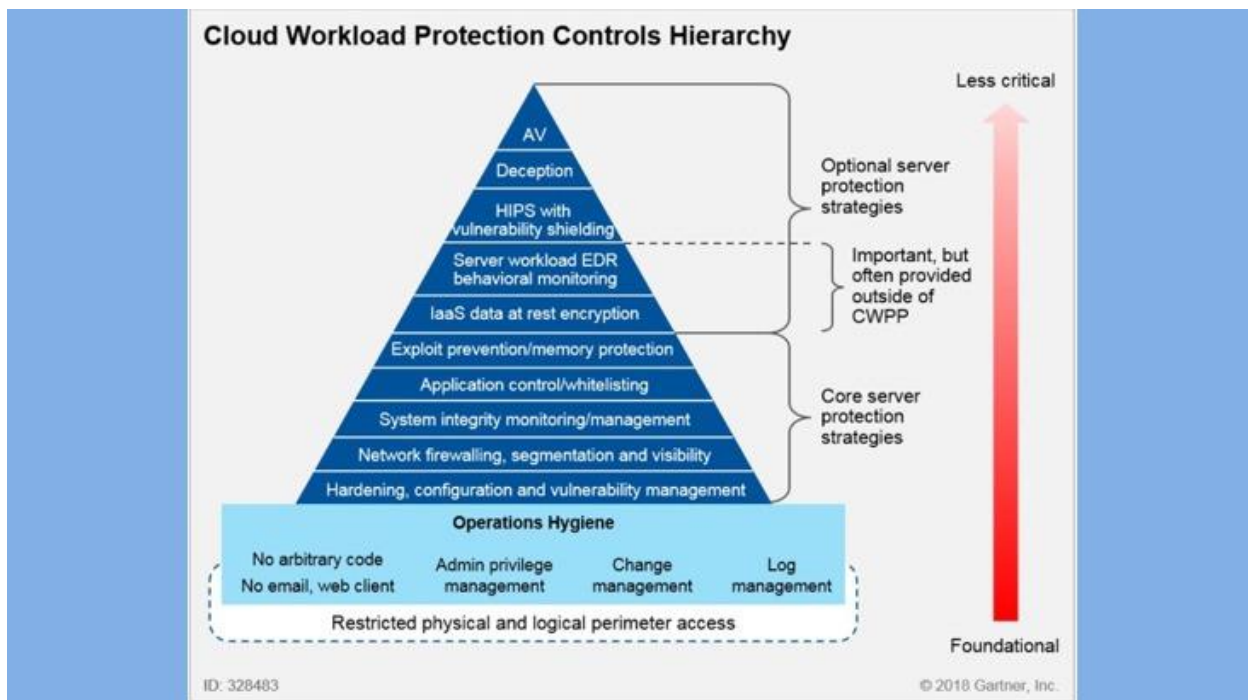 Cloud Workload Protection Controls Hierarchy
Less critical
AV
Deception
HIPS with
vulnerability shielding
Server workload EDR
behavioral monitoring
IaaS data at rest encryption
Exploit prevention/memory protection
Application control/whitelisting
System integrity monitoring/management
Network firewalling, segmentation and visibility
Hardening, configuration and vulnerability management
Optional server
protection
strategies
Important, but
often provided
outside of
CWPP
Core server
protection
strategies
Operations Hygiene
No arbitrary code
No email, web client
Admin privilege
management
Change
management
Log
management
Restricted physical and logical perimeter access
Foundational
ID: 328483
© 2018 Gartner, Inc.